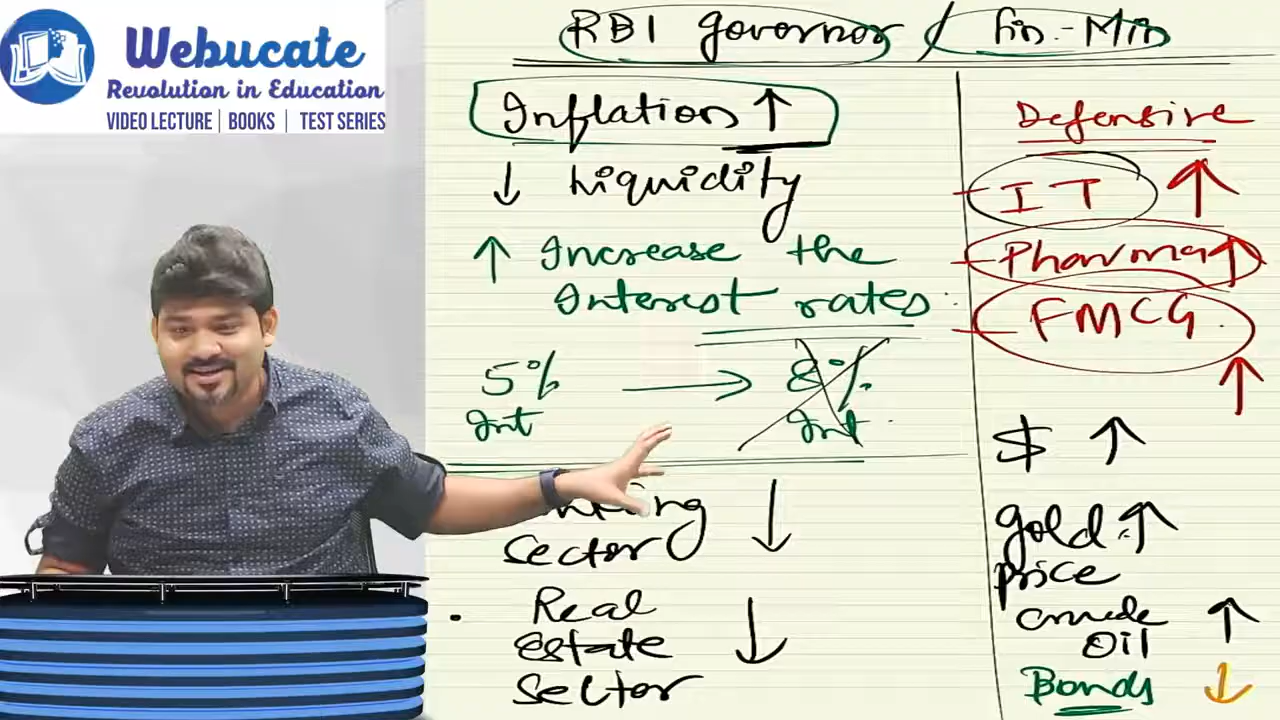 Webucate
Revolution in Education
VIDEO LECTURE | BOOKS | TEST SERIES
RBI governor / fin.-Min
Inflation ↑
↓ Liquidity
↑ Increase the
Interest rates
5% → 8%
Int Int
Sector ↓
Real
Estate ↓
Sector
Defensive
- IT ↑
- Pharma ↑
- FMCG
↑
$ ↑
gold ↑
price
crude ↑
Oil
Bonds ↓